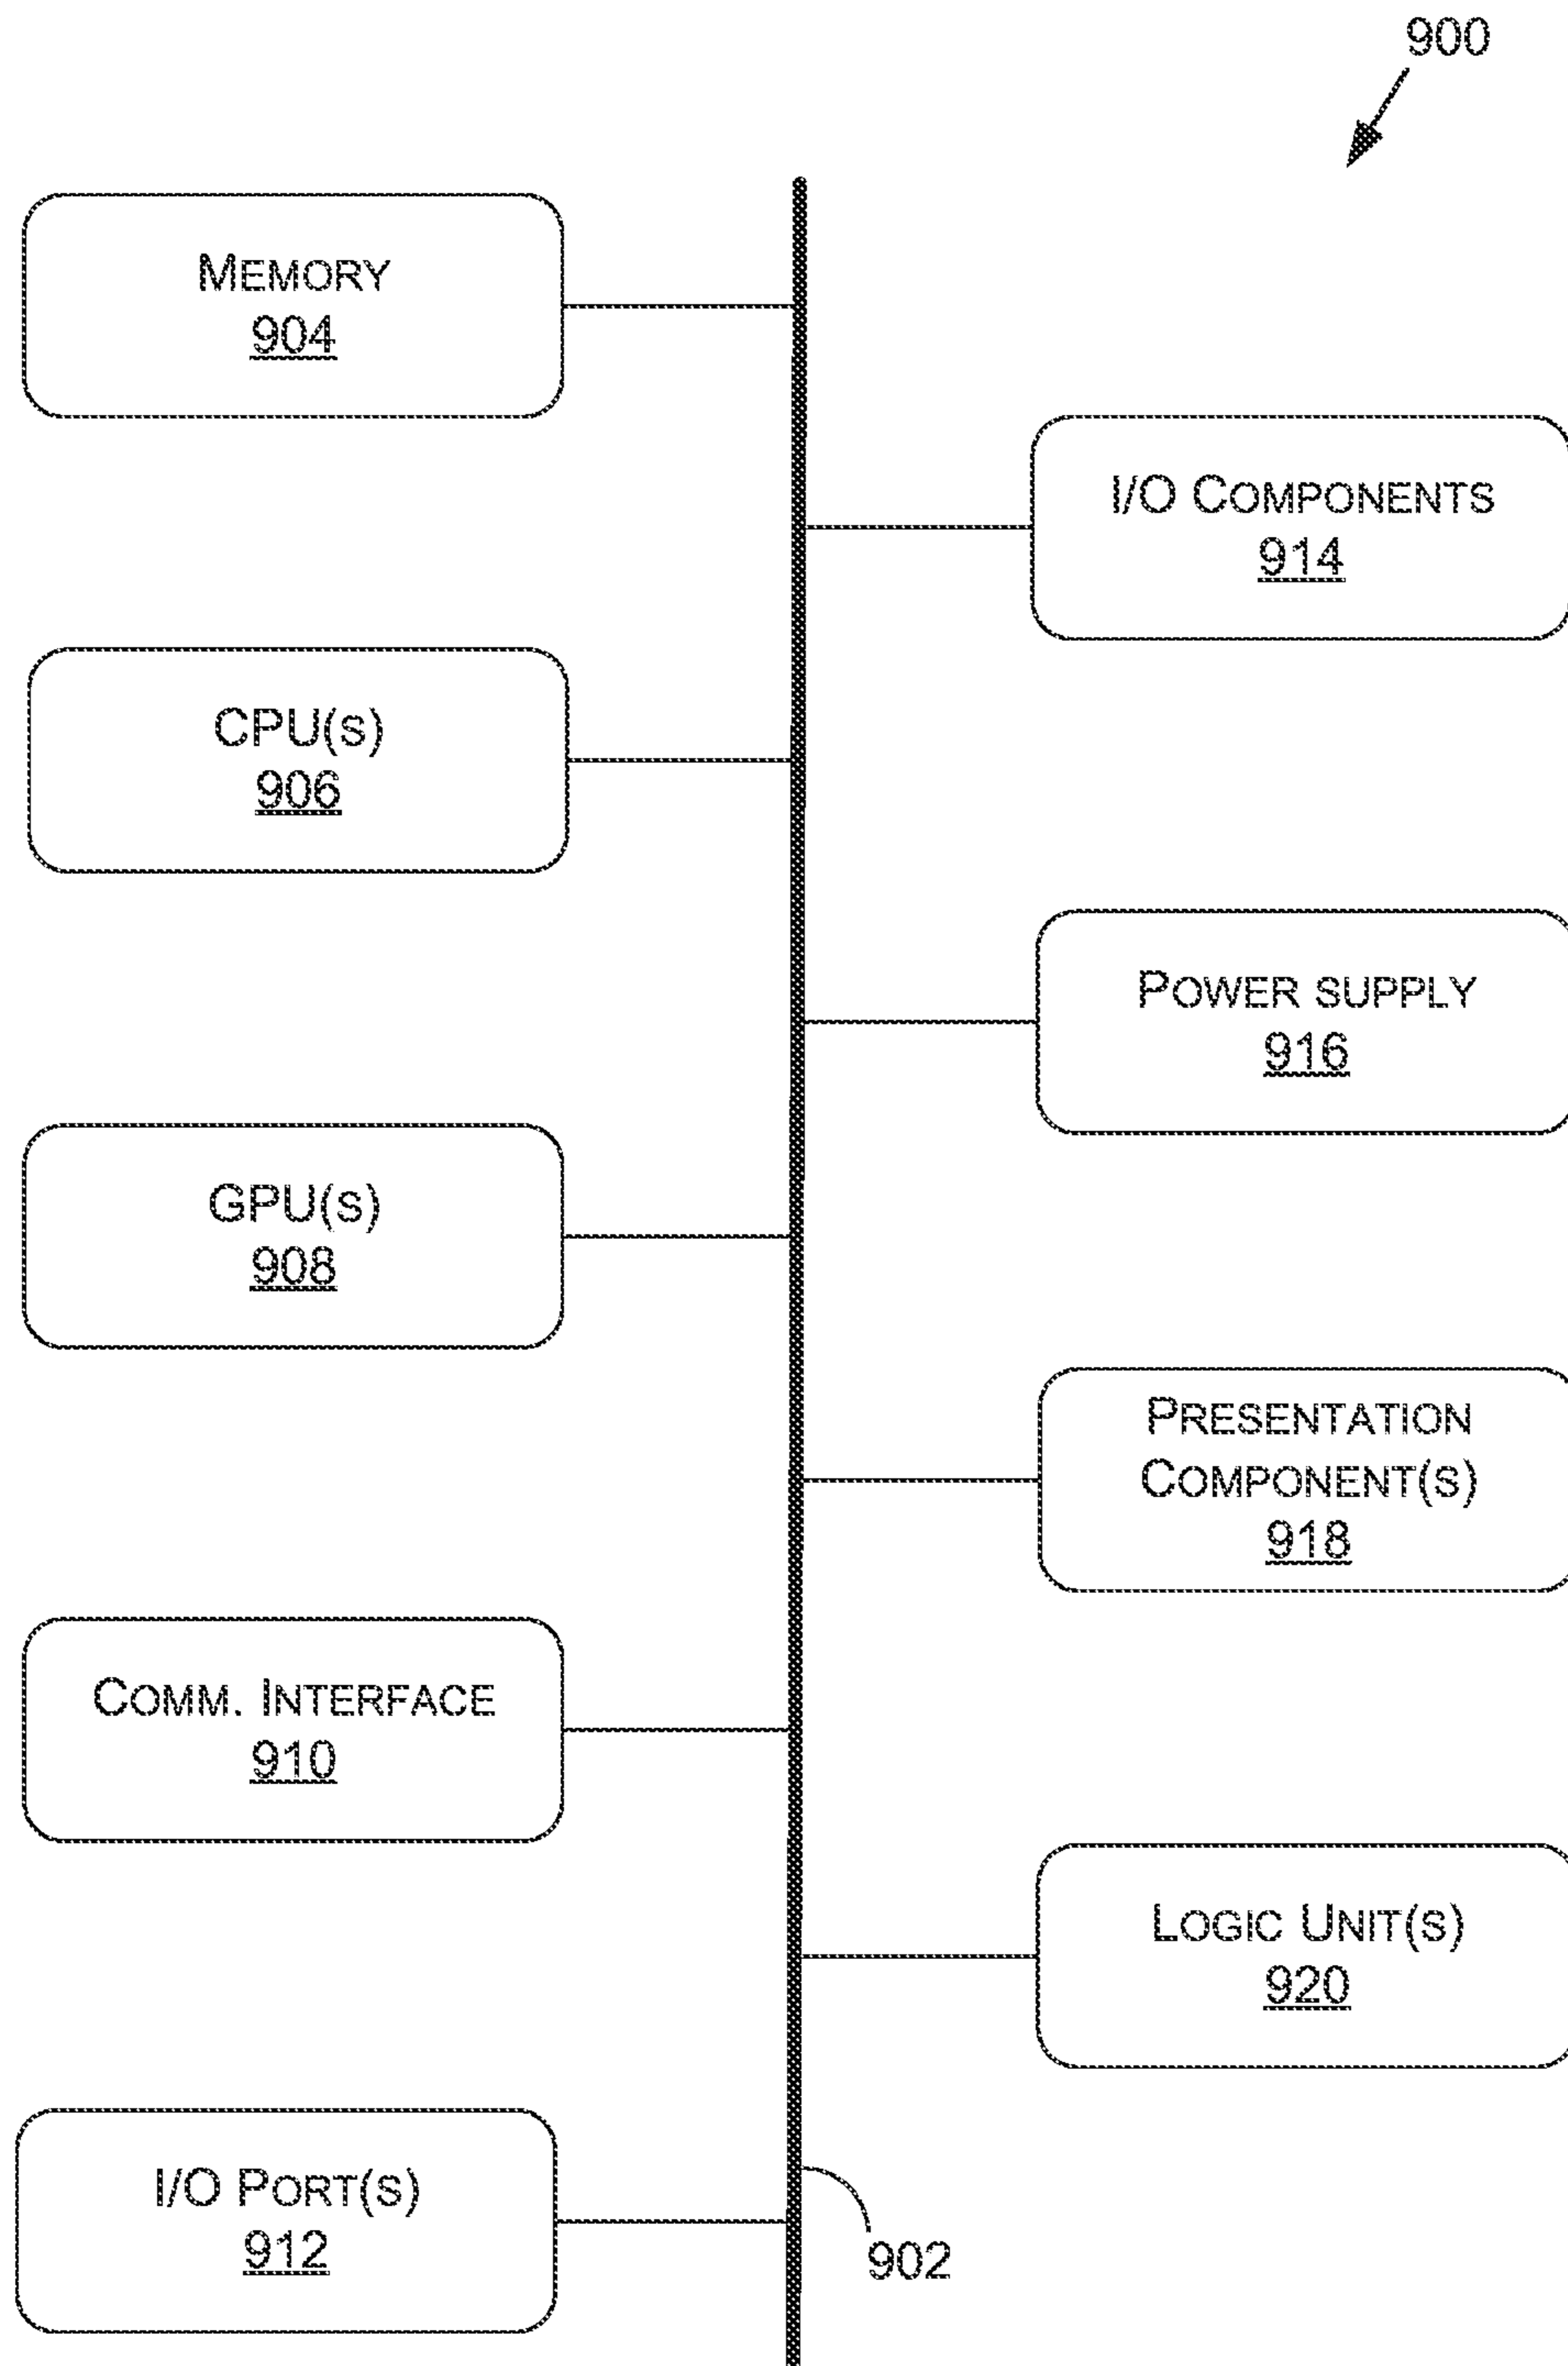 900
MEMORY
904
I/O COMPONENTS
914
CPU(S)
906
POWER SUPPLY
916
GPU(S)
908
PRESENTATION
COMPONENT(S)
918
COMM. INTERFACE
910
LOGIC UNIT(S)
920
I/O PORT(S)
912
902